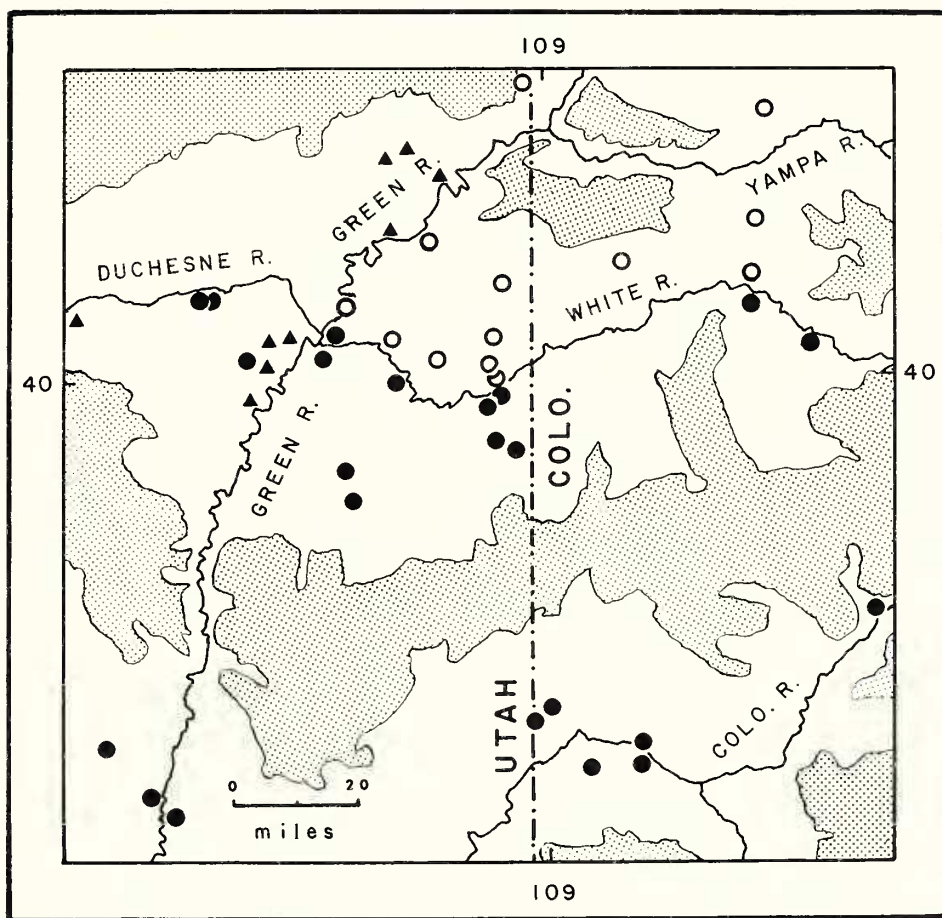 109
GREEN R.
YAMPA R.
DUCHESNE R.
WHITE R.
40
40
COLO.
GREEN R.
UTAH
COLO. R.
0 20
miles
109